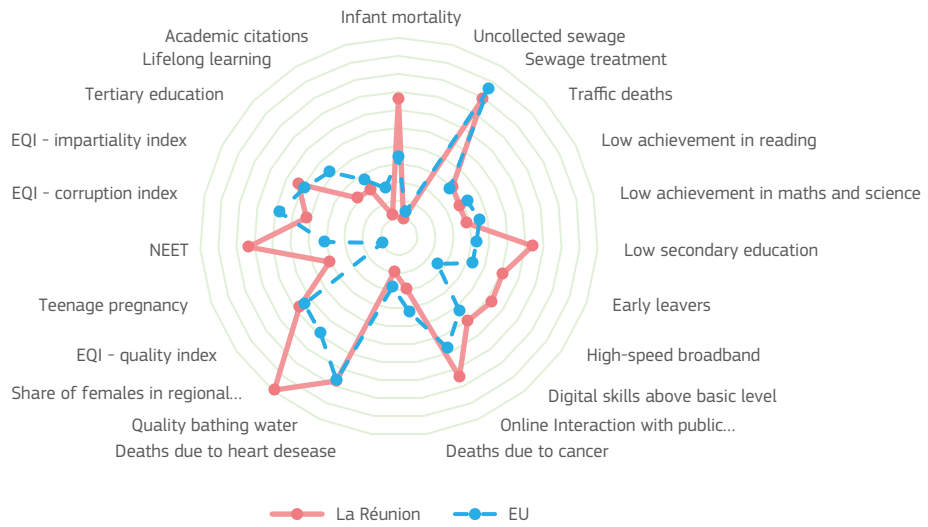 Infant mortality
Academic citations
Uncollected sewage
Lifelong learning
Sewage treatment
Tertiary education
Traffic deaths
EQI - impartiality index
Low achievement in reading
EQI - corruption index
Low achievement in maths and science
NEET
Low secondary education
Teenage pregnancy
Early leavers
EQI - quality index
High-speed broadband
Share of females in regional...
Digital skills above basic level
Quality bathing water
Online Interaction with public...
Deaths due to heart desease
Deaths due to cancer
La Réunion
EU